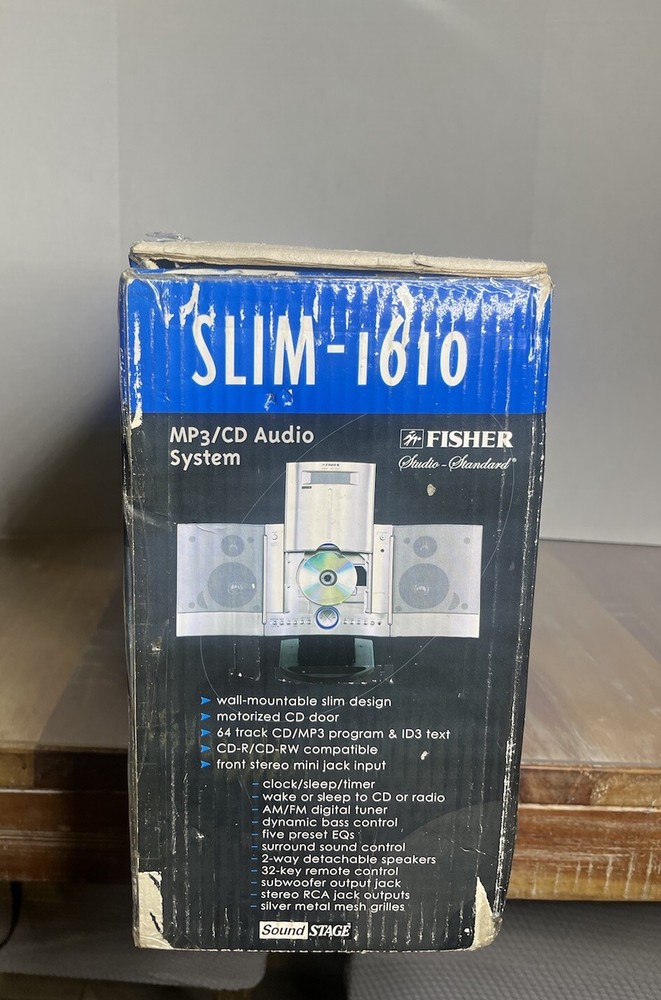 SLIM-1610
MP3/CD Audio
System
FISHER
Studio-Standard®
FISHER
wall-mountable slim design
motorized CD door
64 track CD/MP3 program & ID3 text
CD-R/CD-RW compatible
front stereo mini jack input
- clock/sleep/timer
- wake or sleep to CD or radio
- AM/FM digital tuner
- dynamic bass control
- five preset EQs
- surround sound control
- 2-way detachable speakers
- 32-key remote control
- subwoofer output jack
- stereo RCA jack outputs
- silver metal mesh grilles
Sound STAGE